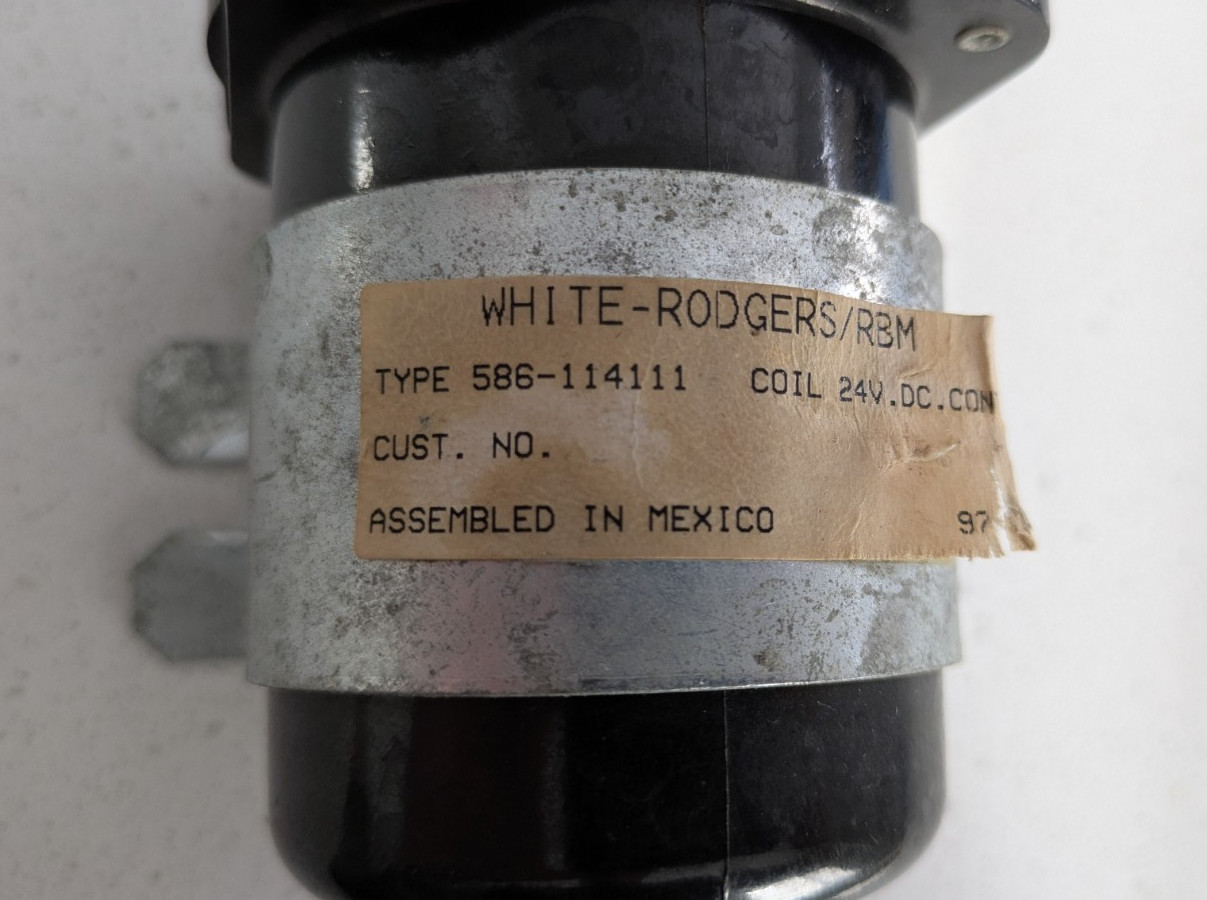 WHITE-RODGERS/RBM
TYPE 586-114111 COIL 24V.DC.CON
CUST. NO.
ASSEMBLED IN MEXICO 97